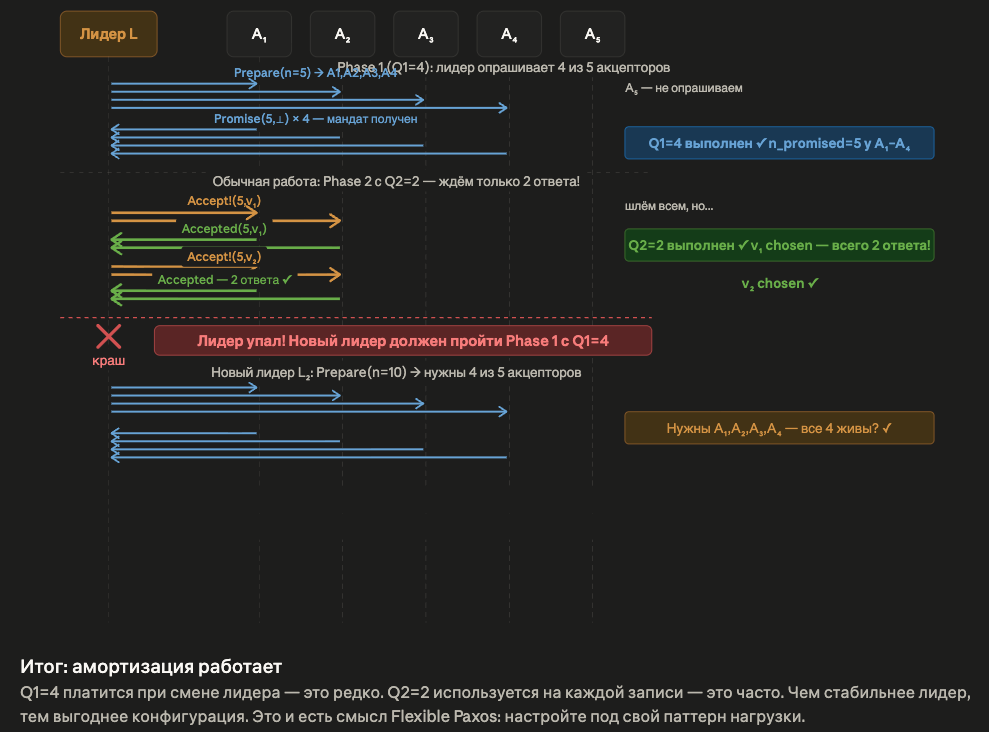 Лидер L
A₁
A₂
A₃
A₄
A₅
Phase 1 (Q1=4): лидер опрашивает 4 из 5 акцепторов
Prepare(n=5) → A1,A2,A3,A4
A₅ — не опрашиваем
Promise(5,⊥) × 4 — мандат получен
Q1=4 выполнен ✓ n_promised=5 у A₁–A₄
Обычная работа: Phase 2 с Q2=2 — ждём только 2 ответа!
Accept!(5,v₁)
шлём всем, но...
Accepted(5,v₁)
Q2=2 выполнен ✓ v₁ chosen — всего 2 ответа!
Accept!(5,v₂)
Accepted — 2 ответа ✓
v₂ chosen ✓
Лидер упал! Новый лидер должен пройти Phase 1 с Q1=4
краш
Новый лидер L₂: Prepare(n=10) → нужны 4 из 5 акцепторов
Нужны A₁,A₂,A₃,A₄ — все 4 живы? ✓
Итог: амортизация работает
Q1=4 платится при смене лидера — это редко. Q2=2 используется на каждой записи — это часто. Чем стабильнее лидер,
тем выгоднее конфигурация. Это и есть смысл Flexible Paxos: настройте под свой паттерн нагрузки.